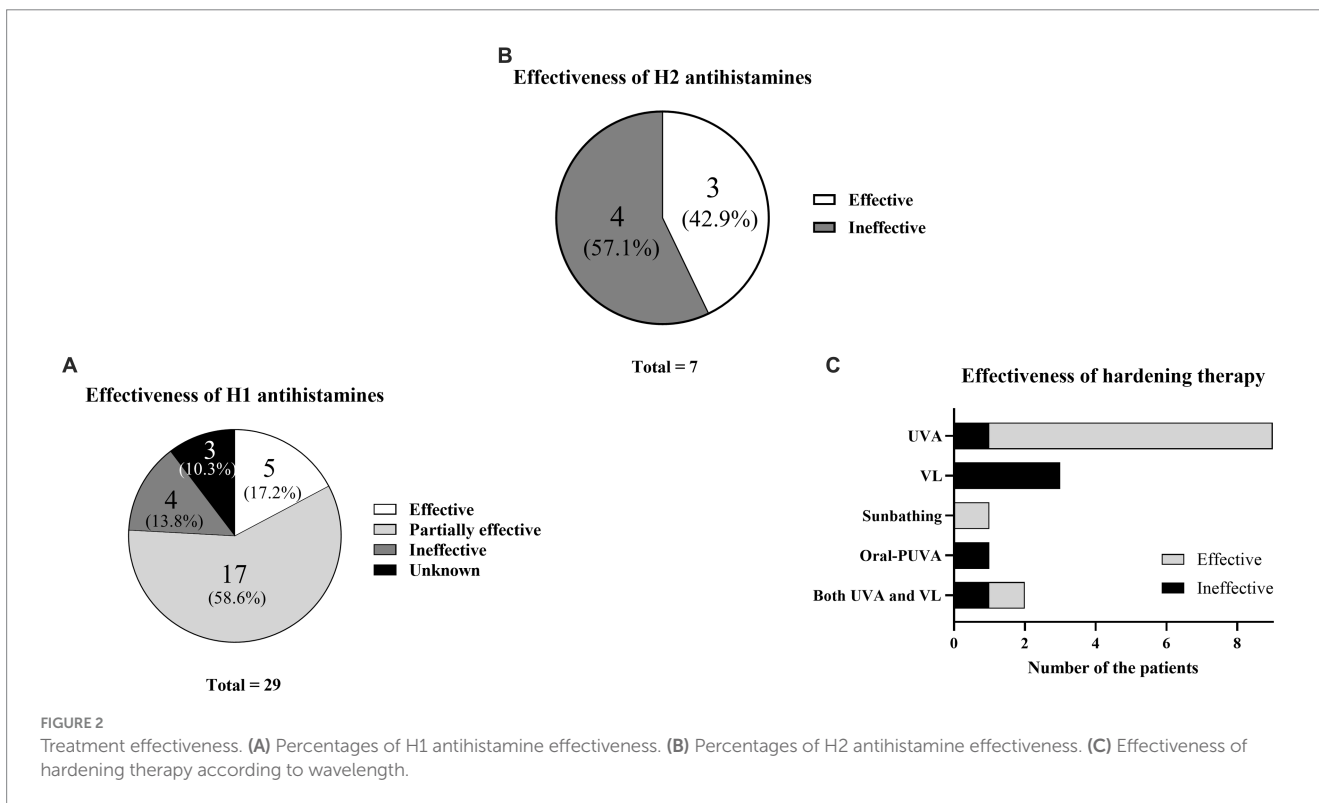 B
Effectiveness of H2 antihistamines
3
(42.9%)
4
(57.1%)
Effective
Ineffective
Total = 7
A
Effectiveness of H1 antihistamines
3
(10.3%)
5
(17.2%)
4
(13.8%)
17
(58.6%)
Effective
Partially effective
Ineffective
Unknown
Total = 29
C
Effectiveness of hardening therapy
UVA
VL
Sunbathing
Oral-PUVA
Both UVA and VL
Effective
Ineffective
0 2 4 6 8
Number of the patients
FIGURE 2
Treatment effectiveness. (A) Percentages of H1 antihistamine effectiveness. (B) Percentages of H2 antihistamine effectiveness. (C) Effectiveness of
hardening therapy according to wavelength.